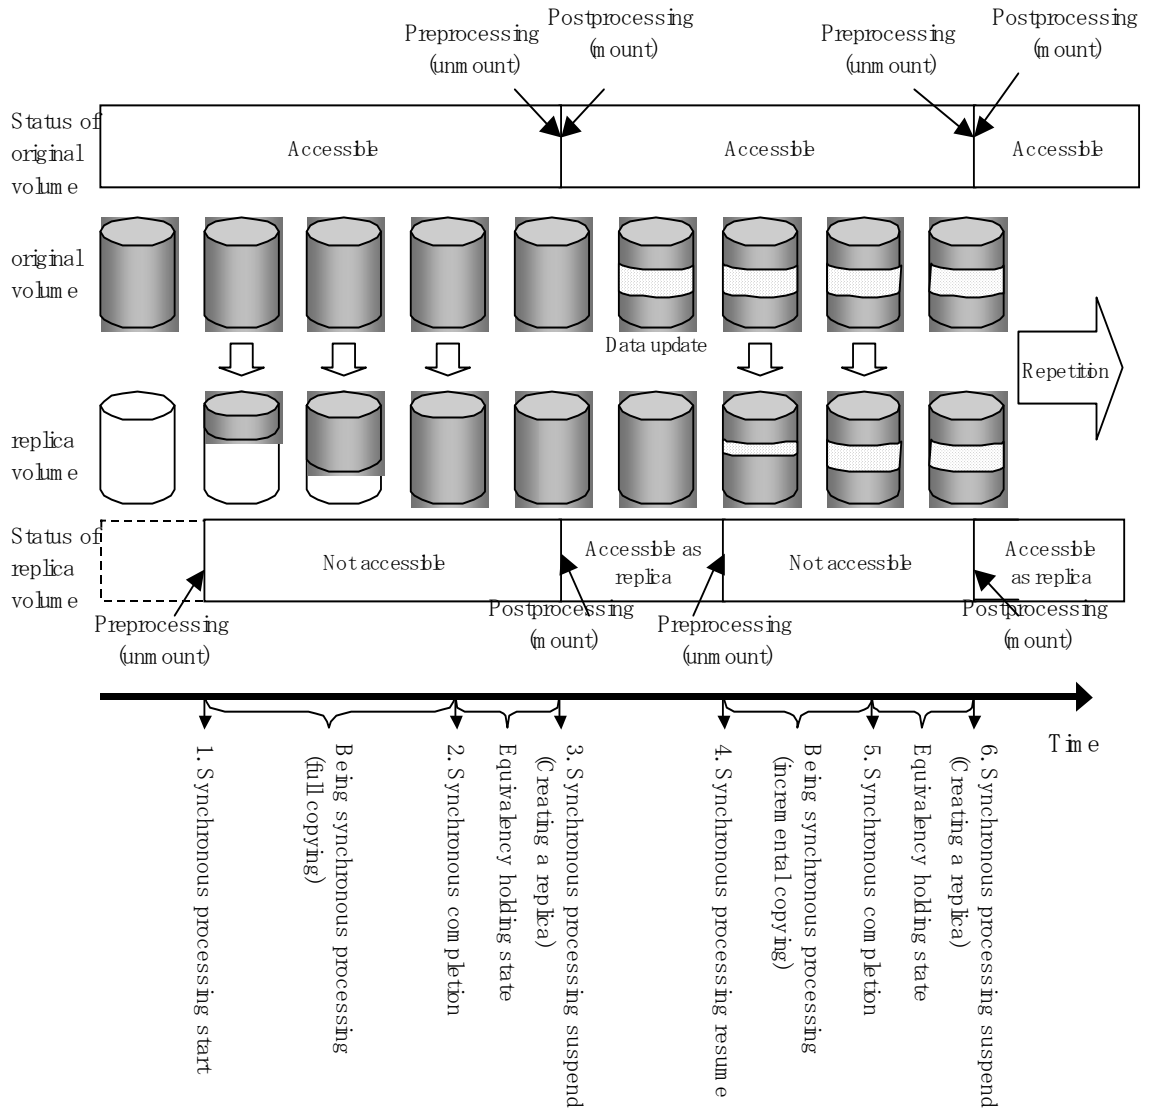 Preprocessing
(unmount)
Postprocessing
(mount)
Preprocessing
(unmount)
Postprocessing
(mount)
Status of
original
volume
Accessible
Accessible
Accessible
original
volume
Data update
Repetition
replica
volume
Status of
replica
volume
Not accessible
Accessible as
replica
Not accessible
Accessible
as replica
Preprocessing
(unmount)
Postprocessing
(mount)
Preprocessing
(unmount)
Postprocessing
(mount)
Time
1. Synchronous processing start
Being synchronous processing
(full copying)
2. Synchronous completion
Equivalency holding state
3. Synchronous processing suspend
(Creating a replica)
4. Synchronous processing resume
Being synchronous processing
(incremental copying)
5. Synchronous completion
Equivalency holding state
6. Synchronous processing suspend
(Creating a replica)